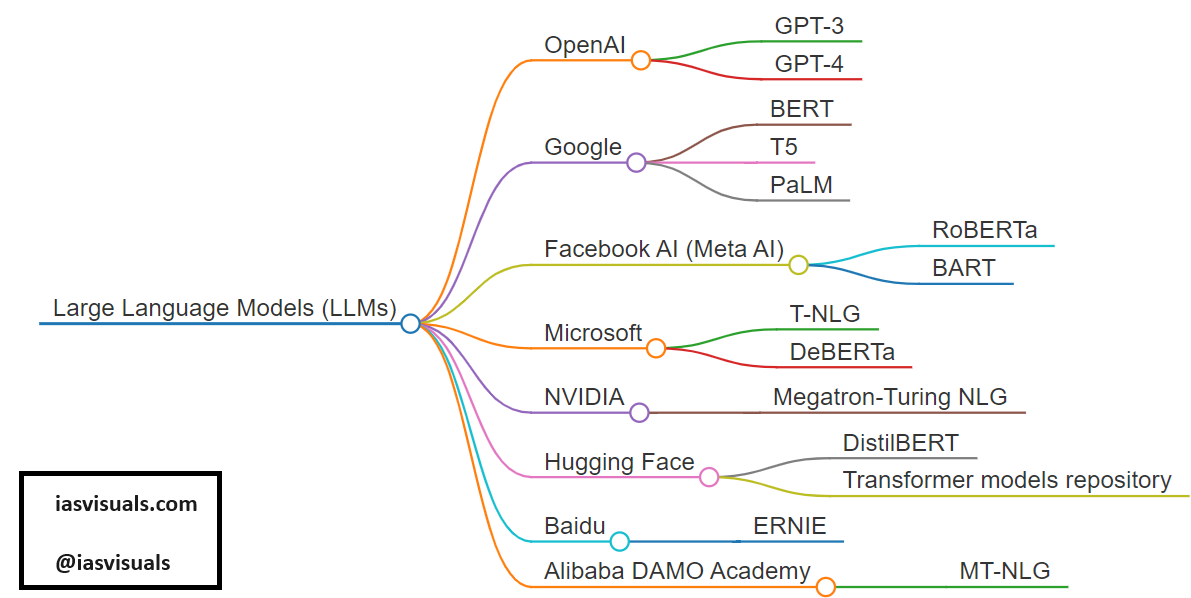 Large Language Models (LLMs)
OpenAI
GPT-3
GPT-4
Google
BERT
T5
PaLM
Facebook AI (Meta AI)
RoBERTa
BART
Microsoft
T-NLG
DeBERTa
NVIDIA
Megatron-Turing NLG
Hugging Face
DistilBERT
Transformer models repository
Baidu
ERNIE
Alibaba DAMO Academy
MT-NLG
iasvisuals.com
@iasvisuals